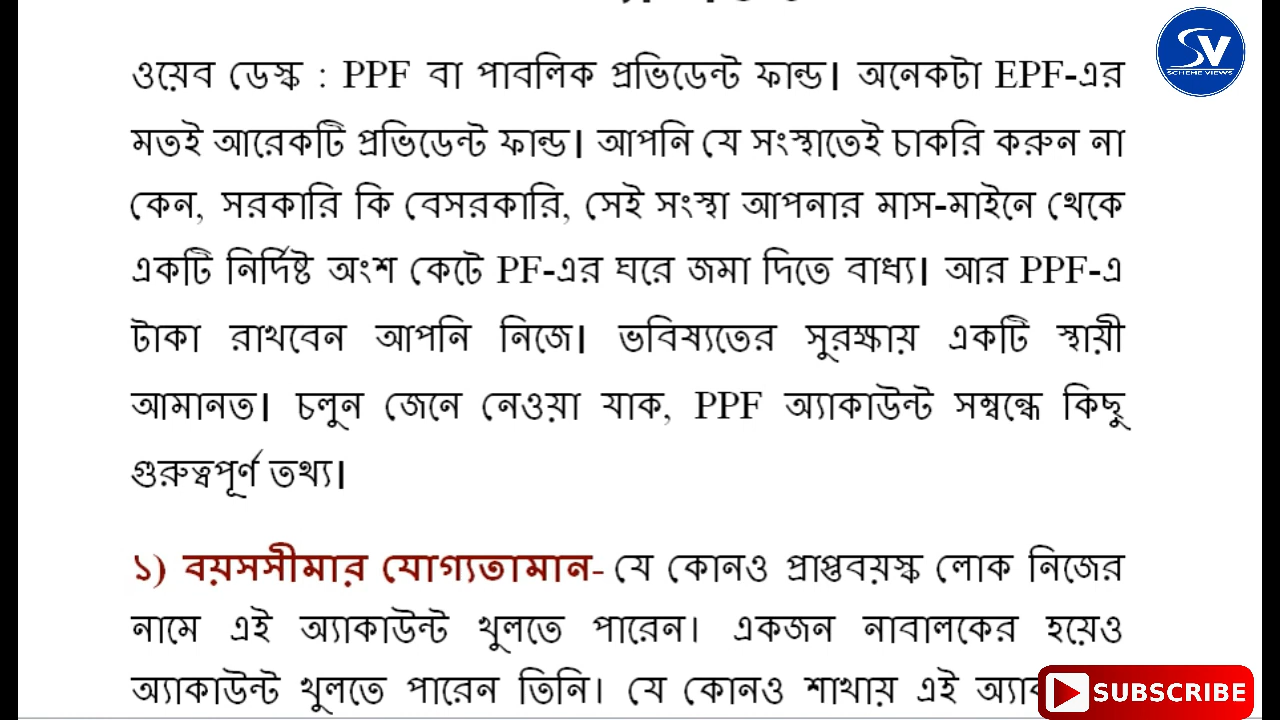 ওয়েব ডেস্ক : PPF বা পাবলিক প্রভিডেন্ট ফান্ড। অনেকটা EPF-এর
মতই আরেকটি প্রভিডেন্ট ফান্ড। আপনি যে সংস্থাতেই চাকরি করুন না
কেন, সরকারি কি বেসরকারি, সেই সংস্থা আপনার মাস-মাইনে থেকে
একটি নির্দিষ্ট অংশ কেটে PF-এর ঘরে জমা দিতে বাধ্য। আর PPF-এ
টাকা রাখবেন আপনি নিজে। ভবিষ্যতের সুরক্ষায় একটি স্থায়ী
আমানত। চলুন জেনে নেওয়া যাক, PPF অ্যাকাউন্ট সম্বন্ধে কিছু
গুরুত্বপূর্ণ তথ্য।
১) বয়সসীমার যোগ্যতামান- যে কোনও প্রাপ্তবয়স্ক লোক নিজের
নামে এই অ্যাকাউন্ট খুলতে পারেন। একজন নাবালকের হয়েও
অ্যাকাউন্ট খুলতে পারেন তিনি। যে কোনও শাখায় এই
SV
SCHEME VIEWS
SUBSCRIBE